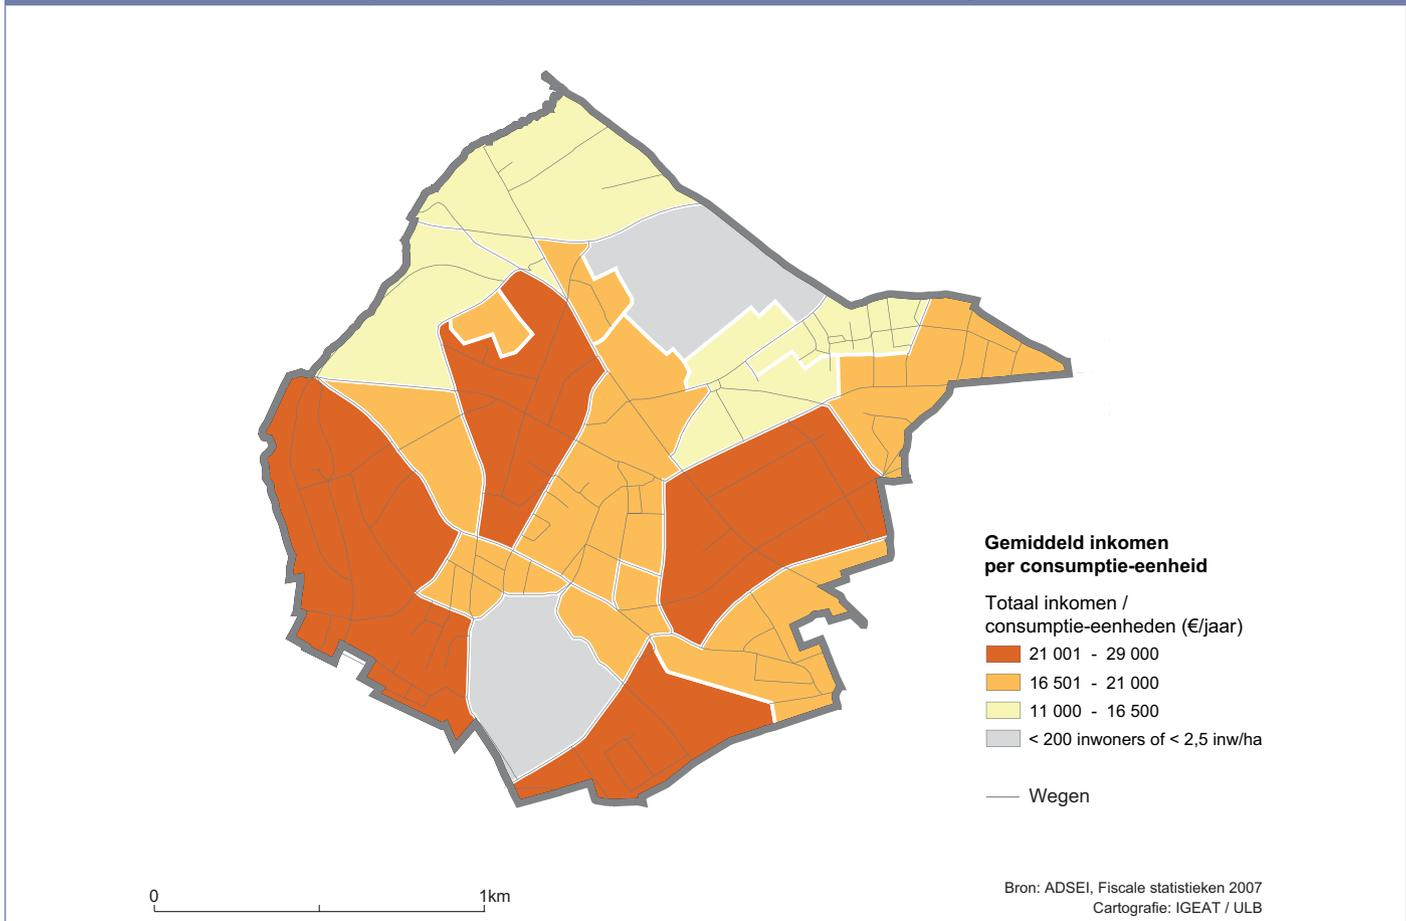 Gemiddeld inkomen
per consumptie-eenheid
Totaal inkomen /
consumptie-eenheden (€/jaar)
21 001 - 29 000
16 501 - 21 000
11 000 - 16 500
< 200 inwoners of < 2,5 inw/ha
Wegen
0 1km
Bron: ADSEI, Fiscale statistieken 2007
Cartografie: IGEAT / ULB